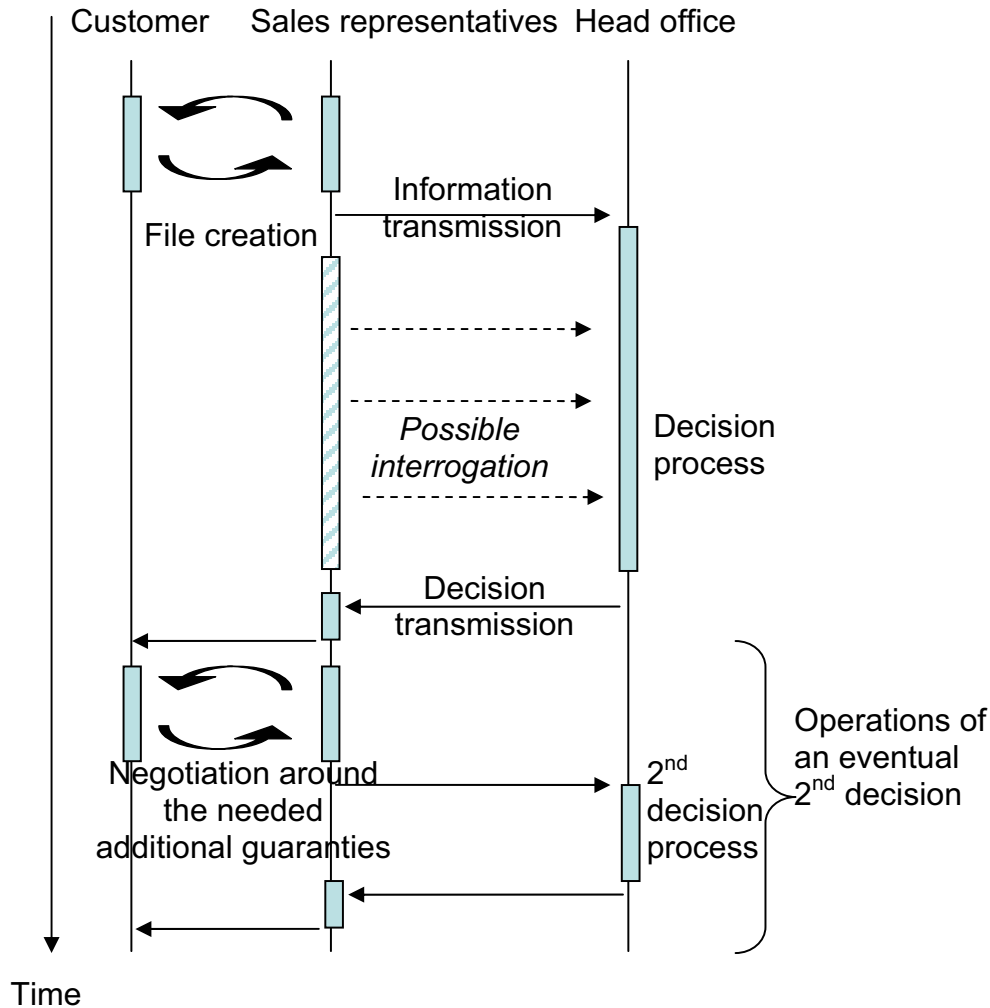 Customer
Sales representatives
Head office
Information
transmission
File creation
Possible
interrogation
Decision
process
Decision
transmission
Negotiation around
the needed
additional guaranties
2nd
decision
process
Operations of
an eventual
2nd decision
Time